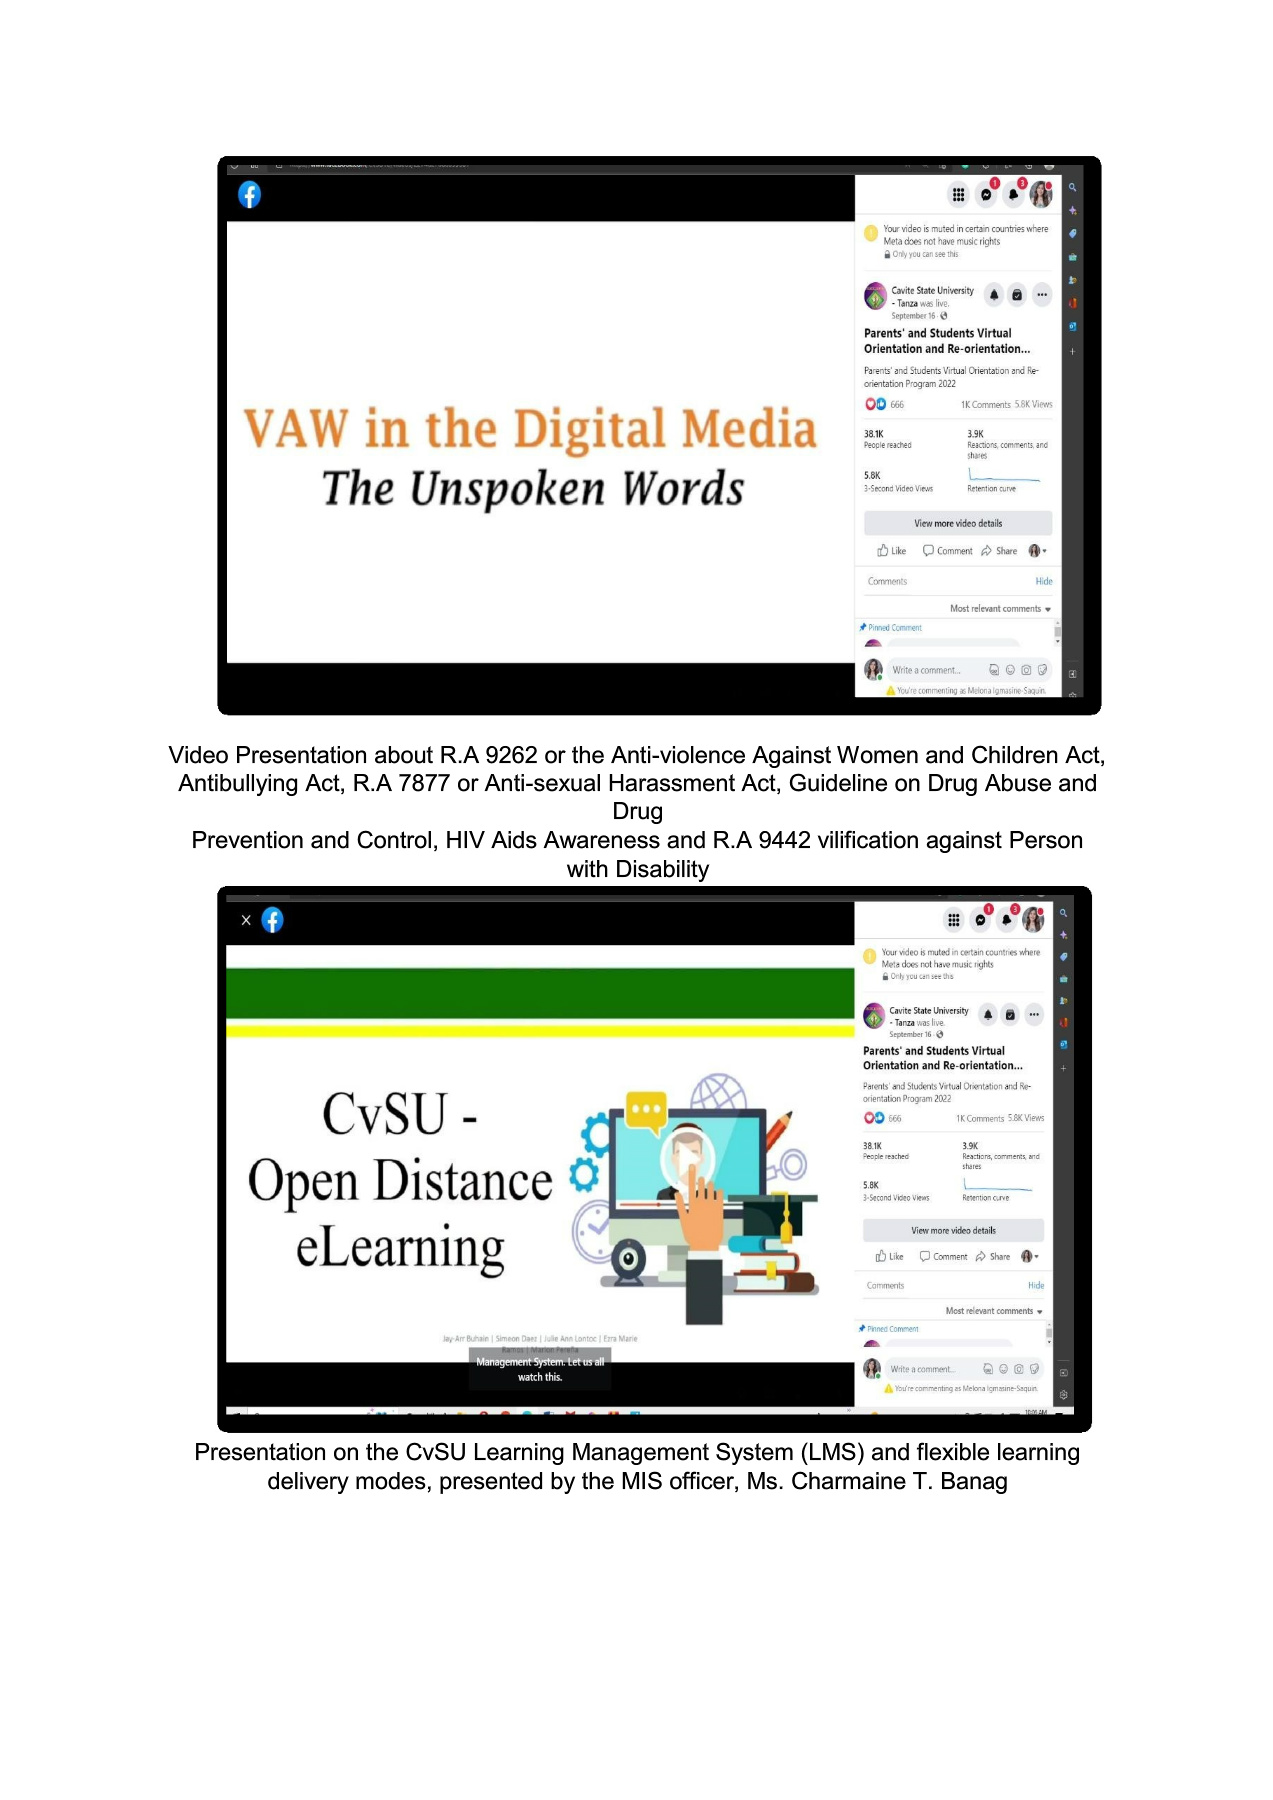 1
3
Your video is muted in certain countries where
Meta does not have music rights
Only you can see this
Cavite State University
- Tanza was live.
September 16 ·
Parents' and Students Virtual
Orientation and Re-orientation...
Parents' and Students Virtual Orientation and Re-
orientation Program 2022
666 1K Comments 5.8K Views
38.1K 3.9K
People reached Reactions, comments, and
shares
5.8K
3-Second Video Views Retention curve
View more video details
Like Comment Share
Comments Hide
Most relevant comments
Pinned Comment
Write a comment...
You're commenting as Melona Igmasine-Saquin.
VAW in the Digital Media
The Unspoken Words
Video Presentation about R.A 9262 or the Anti-violence Against Women and Children Act,
Antibullying Act, R.A 7877 or Anti-sexual Harassment Act, Guideline on Drug Abuse and
Drug
Prevention and Control, HIV Aids Awareness and R.A 9442 vilification against Person
with Disability
X
1
3
Your video is muted in certain countries where
Meta does not have music rights
Only you can see this
Cavite State University
- Tanza was live.
September 16 ·
Parents' and Students Virtual
Orientation and Re-orientation...
Parents' and Students Virtual Orientation and Re-
orientation Program 2022
666 1K Comments 5.8K Views
38.1K 3.9K
People reached Reactions, comments, and
shares
5.8K
3-Second Video Views Retention curve
View more video details
Like Comment Share
Comments Hide
Most relevant comments
Pinned Comment
Write a comment...
You're commenting as Melona Igmasine-Saquin.
CvSU -
Open Distance
eLearning
Jay-Arr Buhain | Simeon Daez | Julie Ann Lontoc | Ezra Marie
Management System. Let us all
watch this.
Presentation on the CvSU Learning Management System (LMS) and flexible learning
delivery modes, presented by the MIS officer, Ms. Charmaine T. Banag